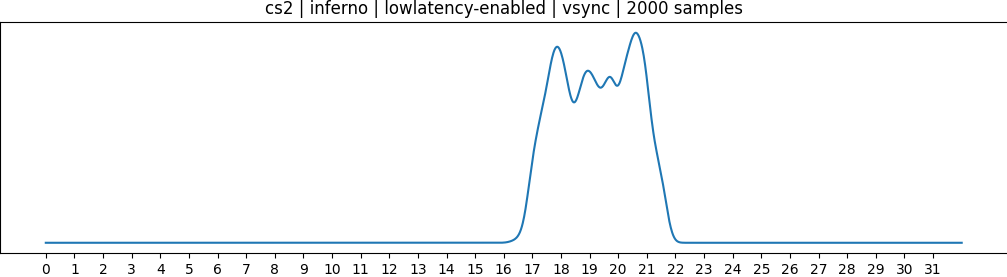 cs2 | inferno | lowlatency-enabled | vsync | 2000 samples
0 1 2 3 4 5 6 7 8 9 10 11 12 13 14 15 16 17 18 19 20 21 22 23 24 25 26 27 28 29 30 31